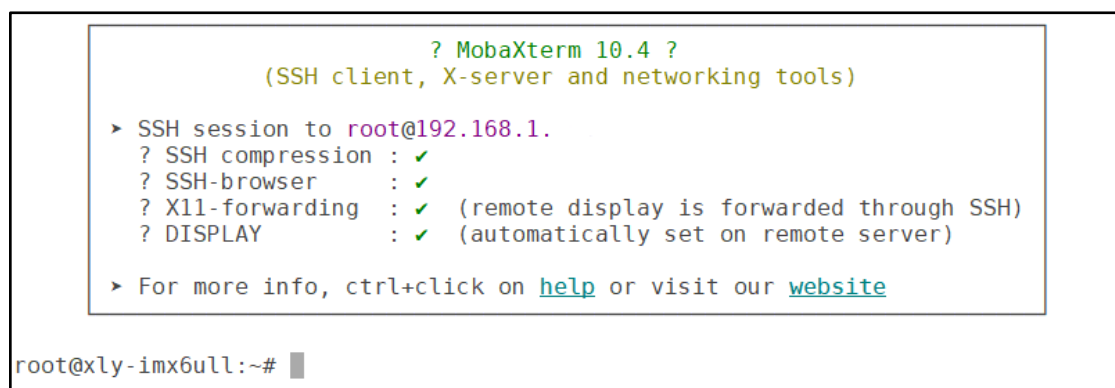 ? MobaXterm 10.4 ?
(SSH client, X-server and networking tools)
➤ SSH session to root@192.168.1.
? SSH compression : ✔
? SSH-browser     : ✔
? X11-forwarding  : ✔  (remote display is forwarded through SSH)
? DISPLAY         : ✔  (automatically set on remote server)
➤ For more info, ctrl+click on help or visit our website
root@xly-imx6ull:~#